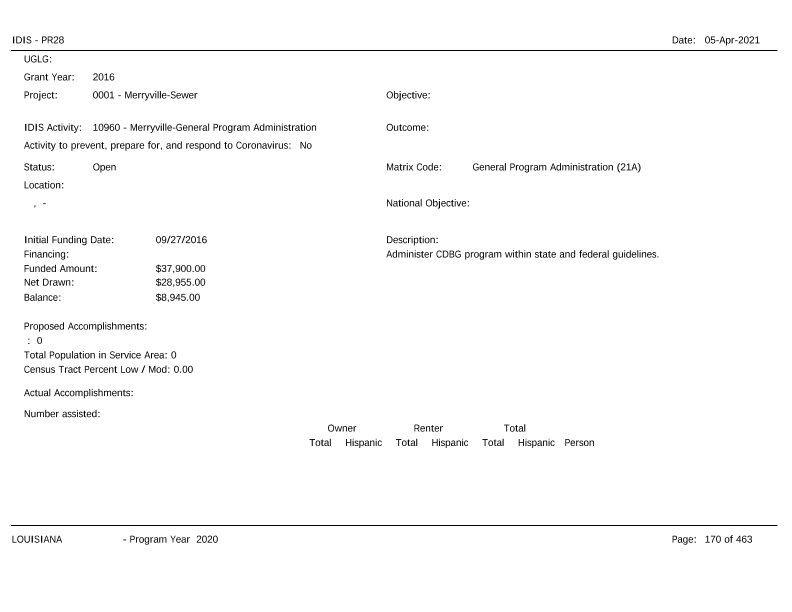 IDIS - PR28 Date: 05-Apr-2021
UGLG:
Grant Year: 2016
Project: 0001 - Merryville-Sewer Objective:
IDIS Activity: 10960 - Merryville-General Program Administration Outcome:
Activity to prevent, prepare for, and respond to Coronavirus: No
Status: Open Matrix Code: General Program Administration (21A)
Location:
, - National Objective:
Initial Funding Date: 09/27/2016 Description:
Financing: Administer CDBG program within state and federal guidelines.
Funded Amount: $37,900.00
Net Drawn: $28,955.00
Balance: $8,945.00
Proposed Accomplishments:
: 0
Total Population in Service Area: 0
Census Tract Percent Low / Mod: 0.00
Actual Accomplishments:
Number assisted:
Owner Renter Total
Total Hispanic Total Hispanic Total Hispanic Person
LOUISIANA - Program Year 2020 Page: 170 of 463